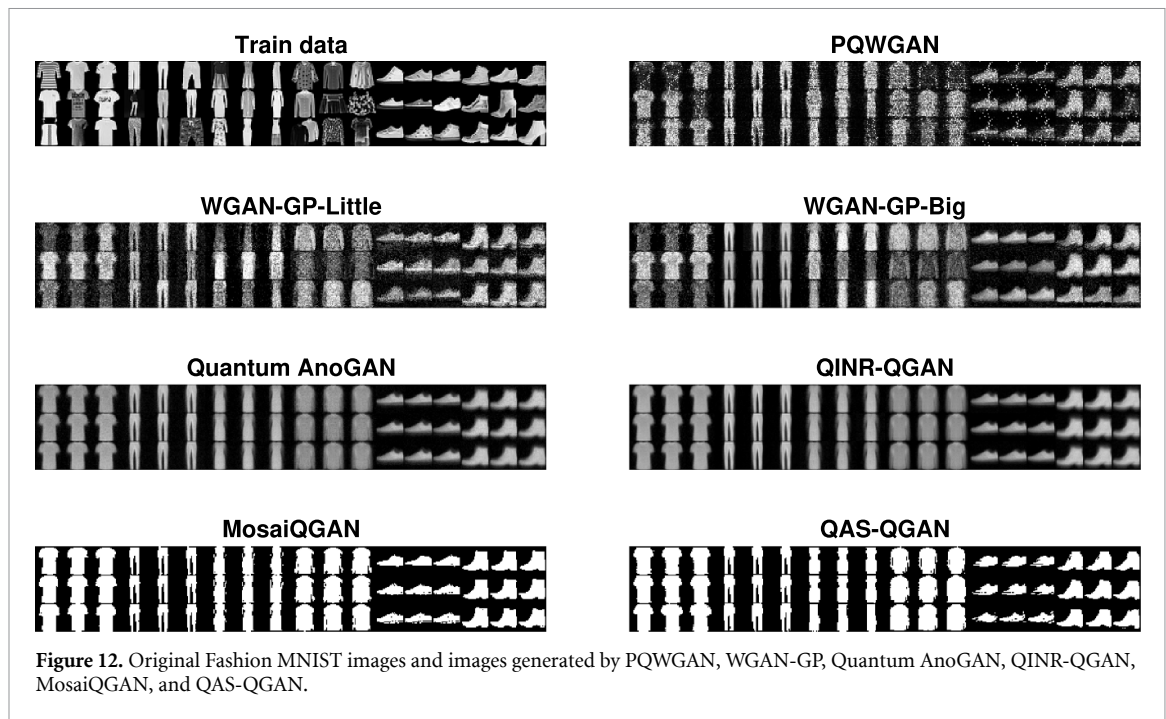 Train data
PQWGAN
WGAN-GP-Little
WGAN-GP-Big
Quantum AnoGAN
QINR-QGAN
MosaiQGAN
QAS-QGAN
Figure 12. Original Fashion MNIST images and images generated by PQWGAN, WGAN-GP, Quantum AnoGAN, QINR-QGAN,
MosaiQGAN, and QAS-QGAN.